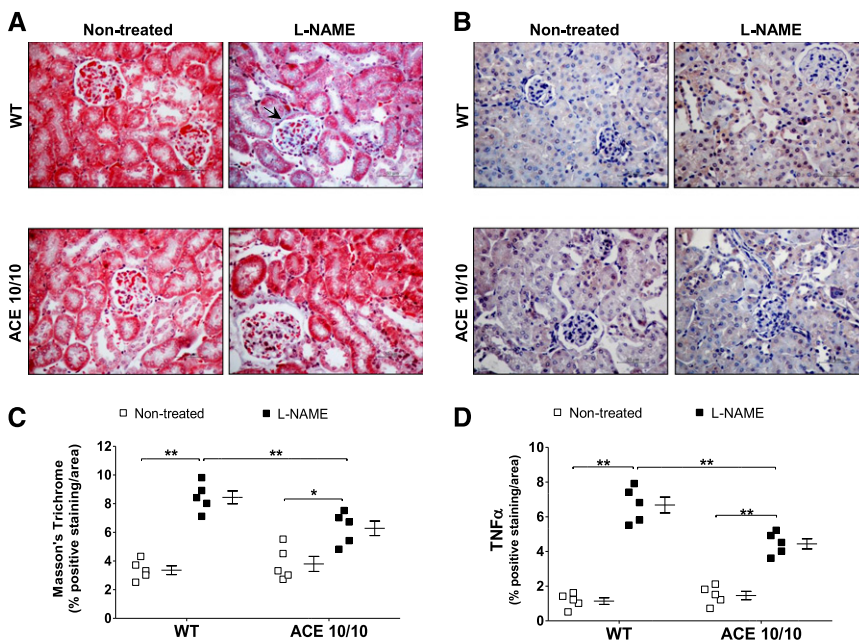 A
Non-treated
L-NAME
WT
ACE 10/10
B
Non-treated
L-NAME
WT
ACE 10/10
C
□ Non-treated ■ L-NAME
Masson's Trichrome
(% positive staining/area)
12
10
8
6
4
2
0
**
**
*
WT
ACE 10/10
D
□ Non-treated ■ L-NAME
TNFα
(% positive staining/area)
10
8
6
4
2
0
**
**
**
WT
ACE 10/10